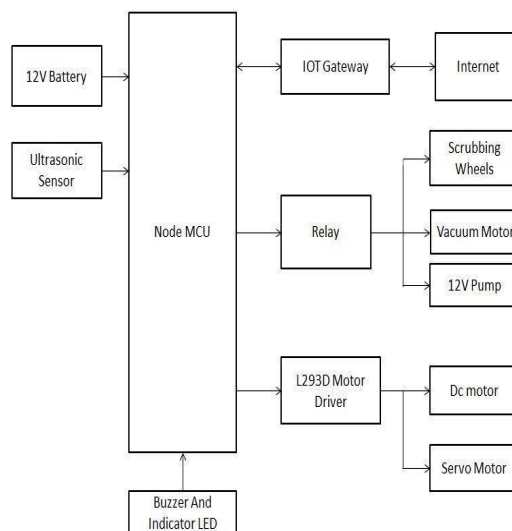 12V Battery
Ultrasonic
Sensor
Node MCU
IOT Gateway
Internet
Relay
Scrubbing
Wheels
Vacuum Motor
12V Pump
L293D Motor
Driver
Dc motor
Servo Motor
Buzzer And
Indicator LED